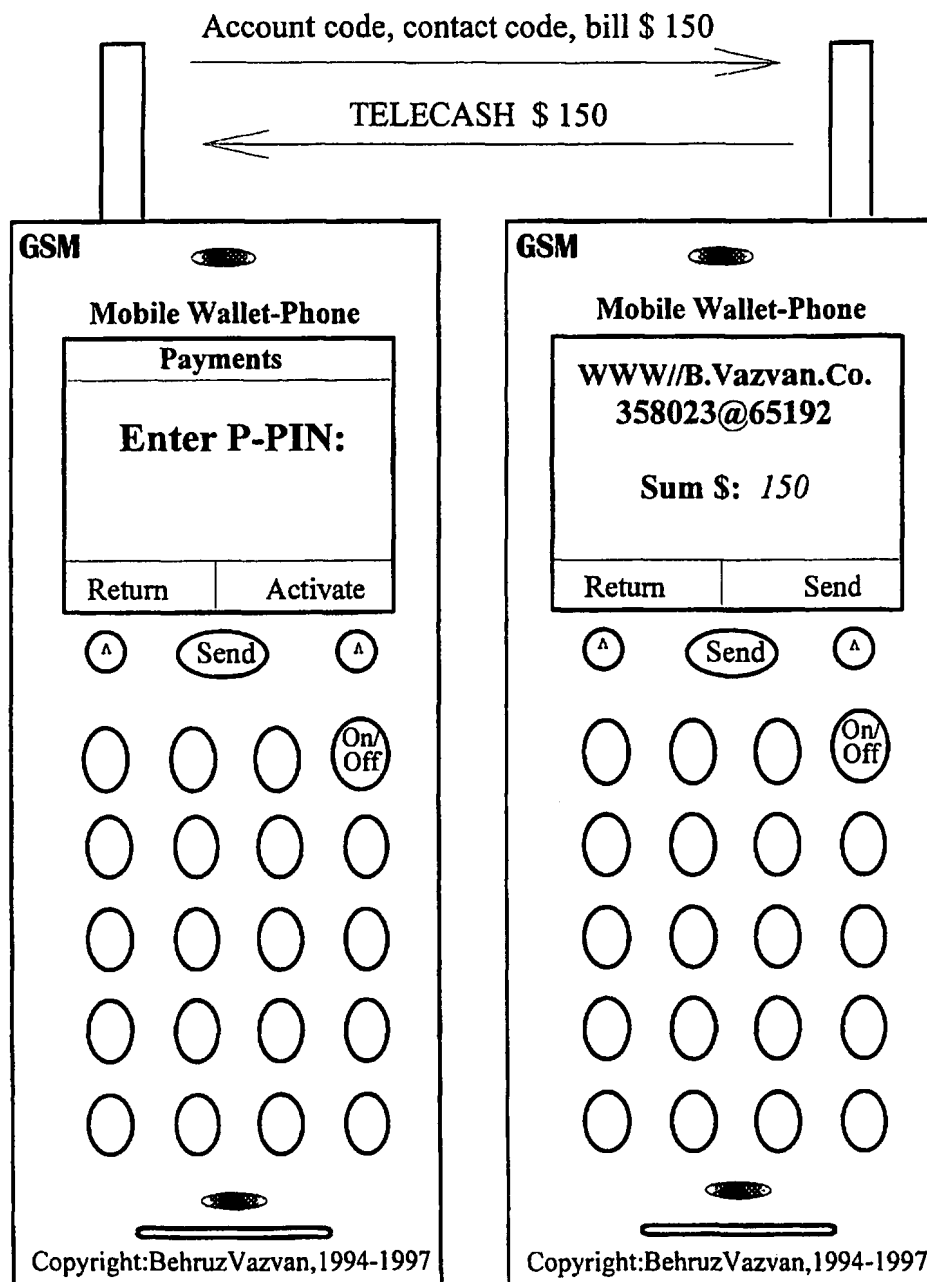 Account code, contact code, bill $ 150
TELECASH $ 150
GSM
Mobile Wallet-Phone
Payments
Enter P-PIN:
Return Activate
^ Send ^
On/
Off
Copyright:BehruzVazvan,1994-1997
GSM
Mobile Wallet-Phone
WWW//B.Vazvan.Co.
358023@65192
Sum $: 150
Return Send
^ Send ^
On/
Off
Copyright:BehruzVazvan,1994-1997